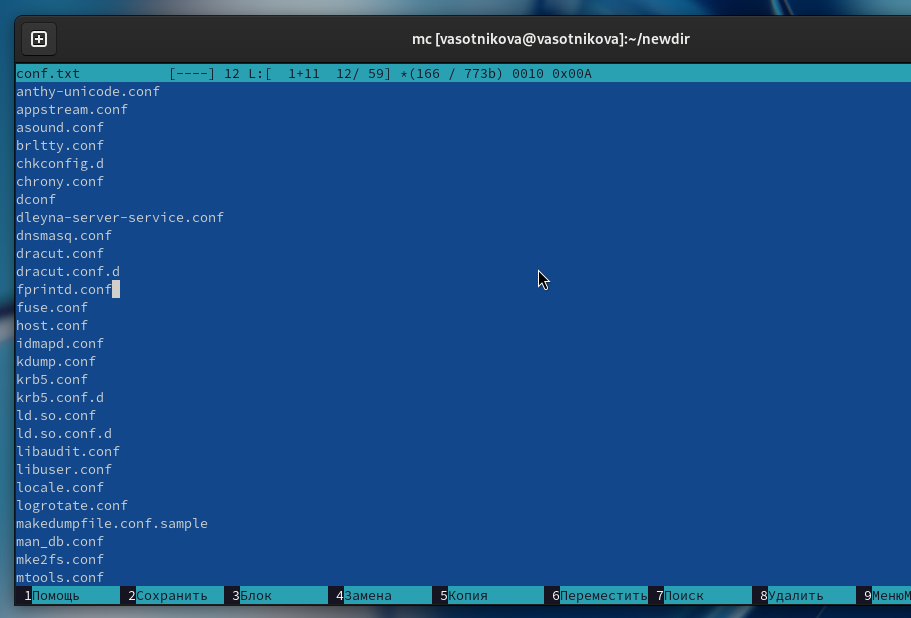 mc [vasotnikova@vasotnikova]:~/newdir
conf.txt [----] 12 L:[ 1+11 12/ 59] *(166 / 773b) 0010 0x00A
anthy-unicode.conf
appstream.conf
asound.conf
brltty.conf
chkconfig.d
chrony.conf
dconf
dleyna-server-service.conf
dnsmasq.conf
dracut.conf
dracut.conf.d
fprintd.conf
fuse.conf
host.conf
idmapd.conf
kdump.conf
krb5.conf
krb5.conf.d
ld.so.conf
ld.so.conf.d
libaudit.conf
libuser.conf
locale.conf
logrotate.conf
makedumpfile.conf.sample
man_db.conf
mke2fs.conf
mtools.conf
1Помощь 2Сохранить 3Блок 4Замена 5Копия 6Переместить 7Поиск 8Удалить 9МенюМ